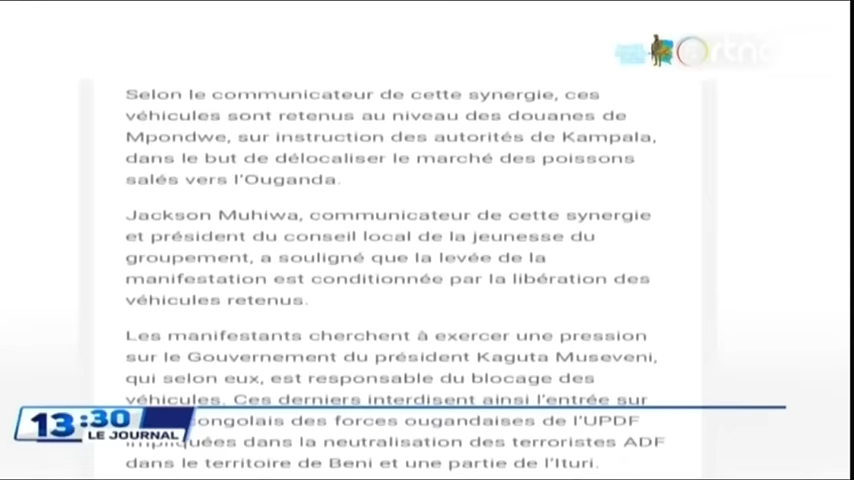 rtnc
Selon le communicateur de cette synergie, ces
véhicules sont retenus au niveau des douanes de
Mpondwe, sur instruction des autorités de Kampala,
dans le but de délocaliser le marché des poissons
salés vers l'Ouganda.
Jackson Muhiwa, communicateur de cette synergie
et président du conseil local de la jeunesse du
groupement, a souligné que la levée de la
manifestation est conditionnée par la libération des
véhicules retenus.
Les manifestants cherchent à exercer une pression
sur le Gouvernement du président Kaguta Museveni,
qui selon eux, est responsable du blocage des
véhicules. Ces derniers interdisent ainsi l'entrée sur
ongolais des forces ougandaises de l'UPDF
impliquées dans la neutralisation des terroristes ADF
dans le territoire de Beni et une partie de l'Ituri.
13:30
LE JOURNAL